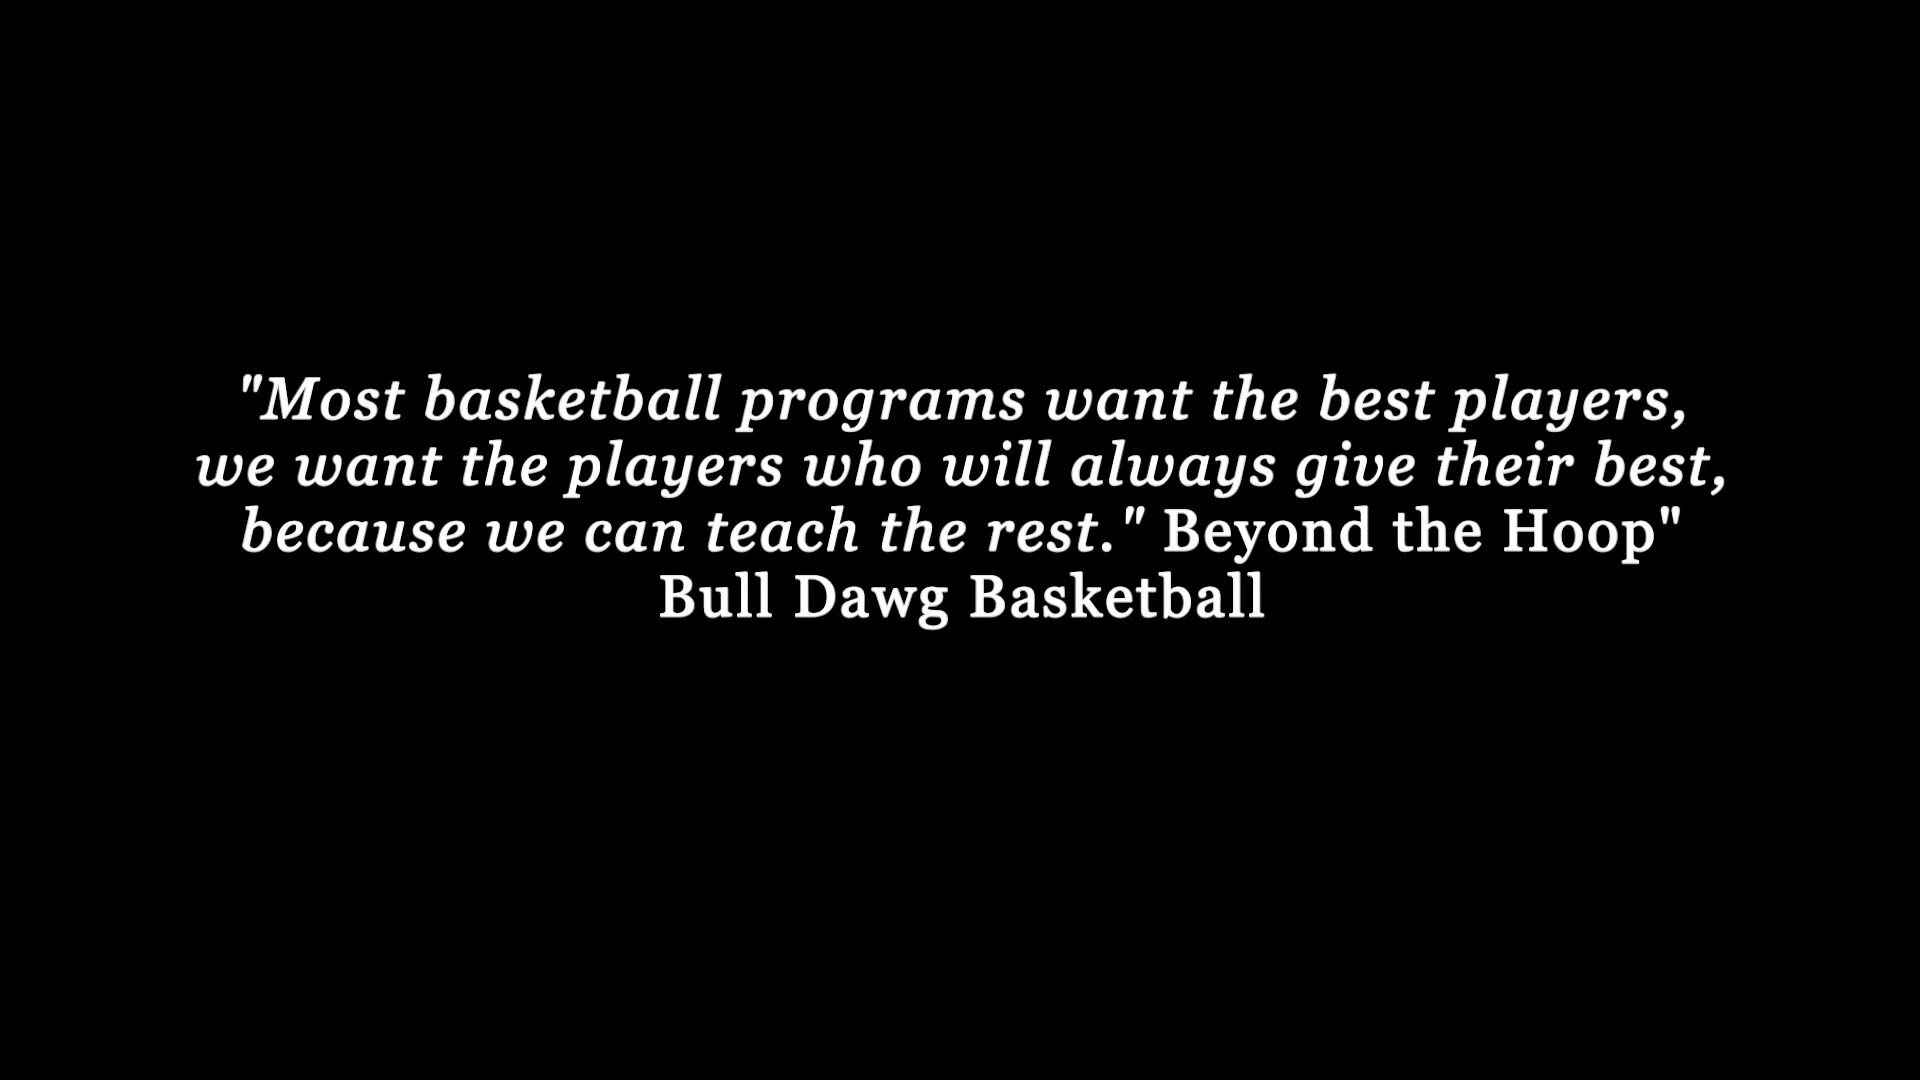 "Most basketball programs want the best players,
we want the players who will always give their best,
because we can teach the rest." Beyond the Hoop"
Bull Dawg Basketball